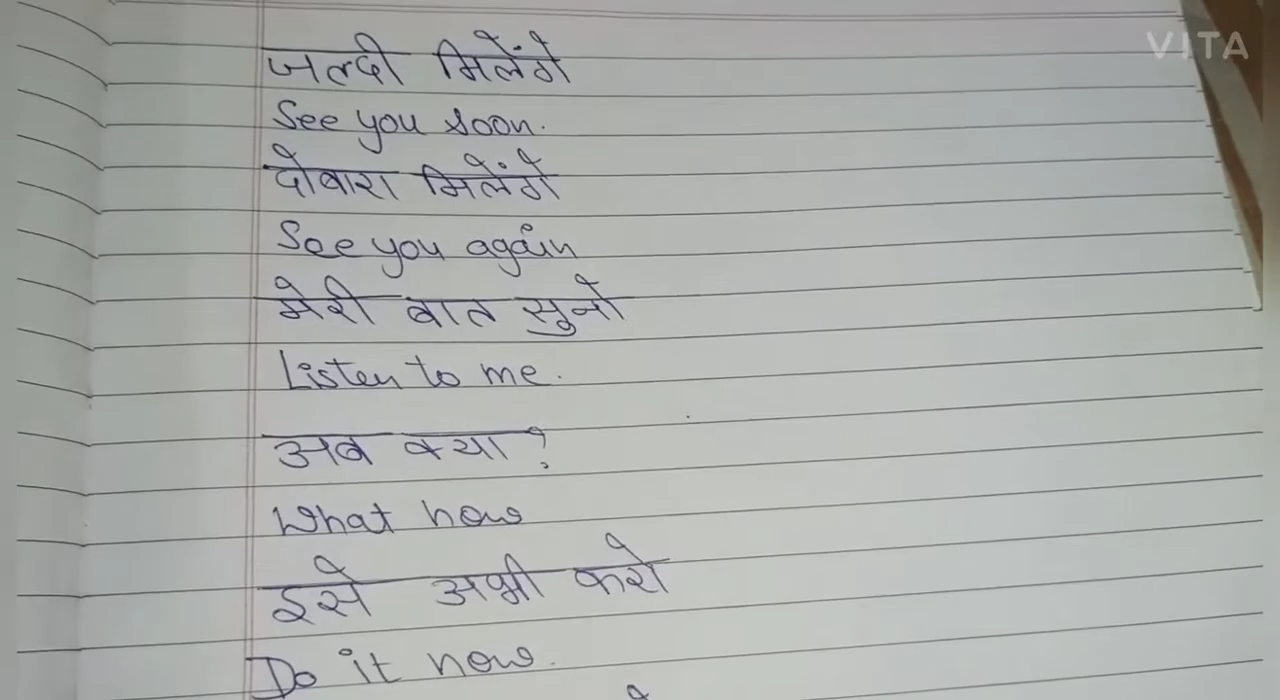 VITA
जल्दी मिलेंगे
See you soon.
दोबारा मिलेंगे
See you again
मेरी बात सुनो
Listen to me.
अब क्या?
What now
इसे अभी करो
Do it now.